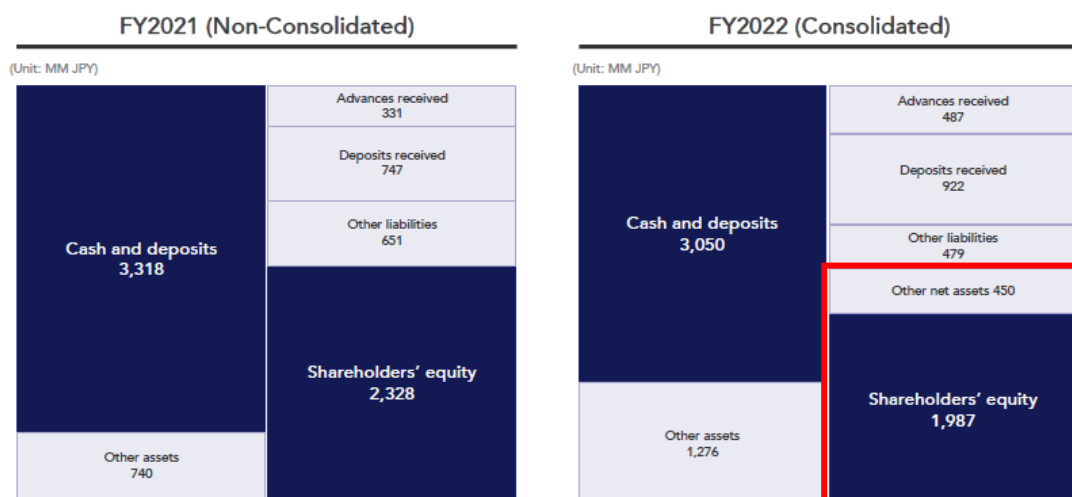 FY2021 (Non-Consolidated)
(Unit: MM JPY)
Cash and deposits
3,318
Other assets
740
Advances received
331
Deposits received
747
Other liabilities
651
Shareholders' equity
2,328
FY2022 (Consolidated)
(Unit: MM JPY)
Cash and deposits
3,050
Other assets
1,276
Advances received
487
Deposits received
922
Other liabilities
479
Other net assets 450
Shareholders' equity
1,987